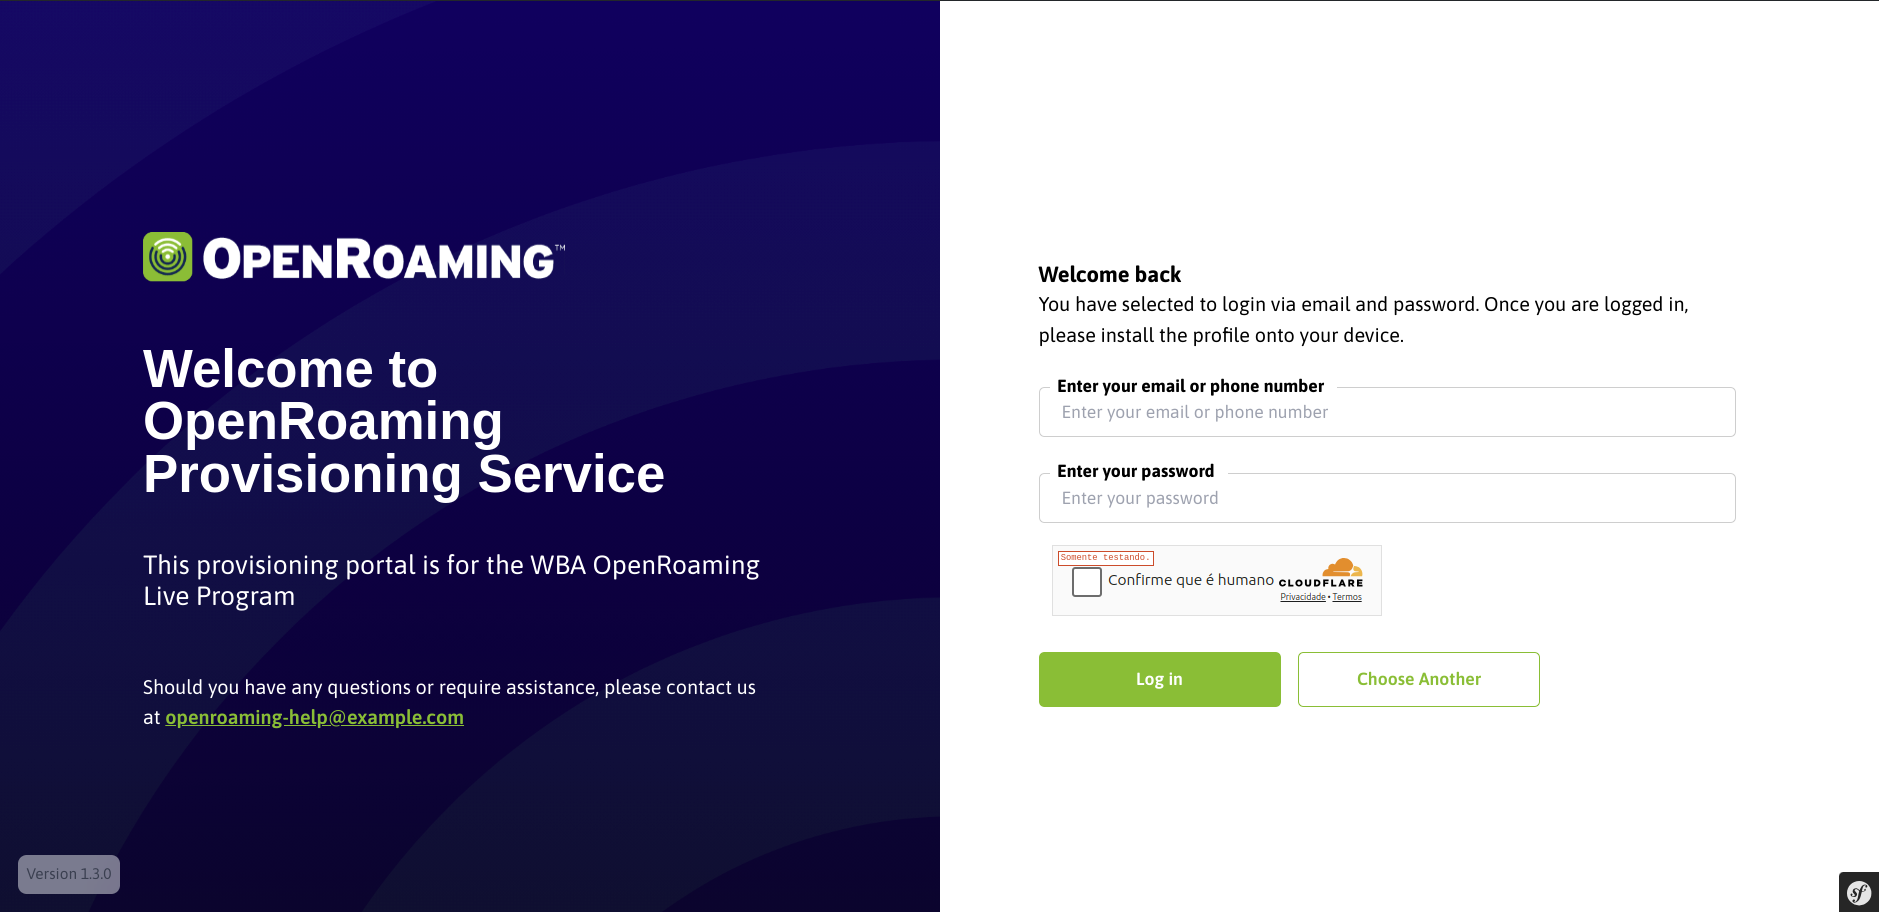 OPENROAMING™
Welcome to
OpenRoaming
Provisioning Service
This provisioning portal is for the WBA OpenRoaming
Live Program
Should you have any questions or require assistance, please contact us
at openroaming-help@example.com
Version 1.3.0
Welcome back
You have selected to login via email and password. Once you are logged in,
please install the profile onto your device.
Enter your email or phone number
Enter your email or phone number
Enter your password
Enter your password
Somente testando.
Confirme que é humano
CLOUDFLARE
Privacidade • Termos
Log in
Choose Another
sf